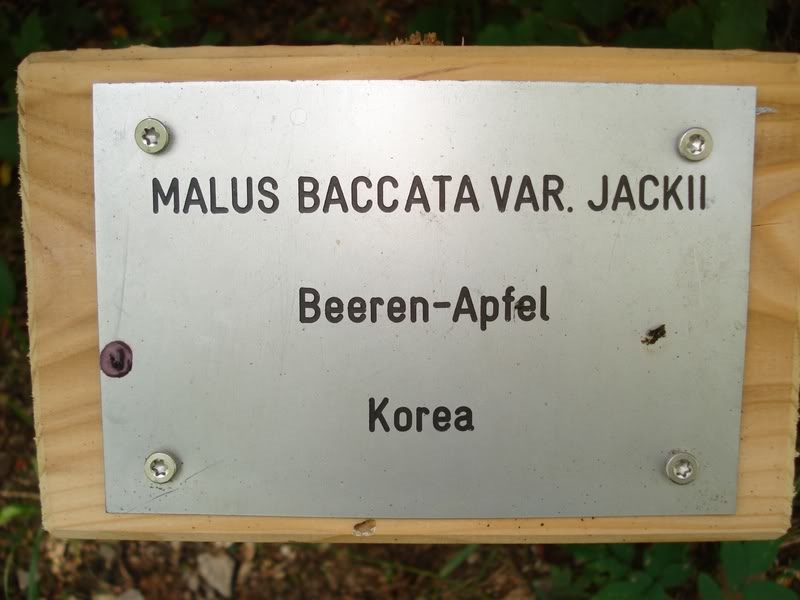 MALUS BACCATA VAR. JACKII
Beeren-Apfel
Korea